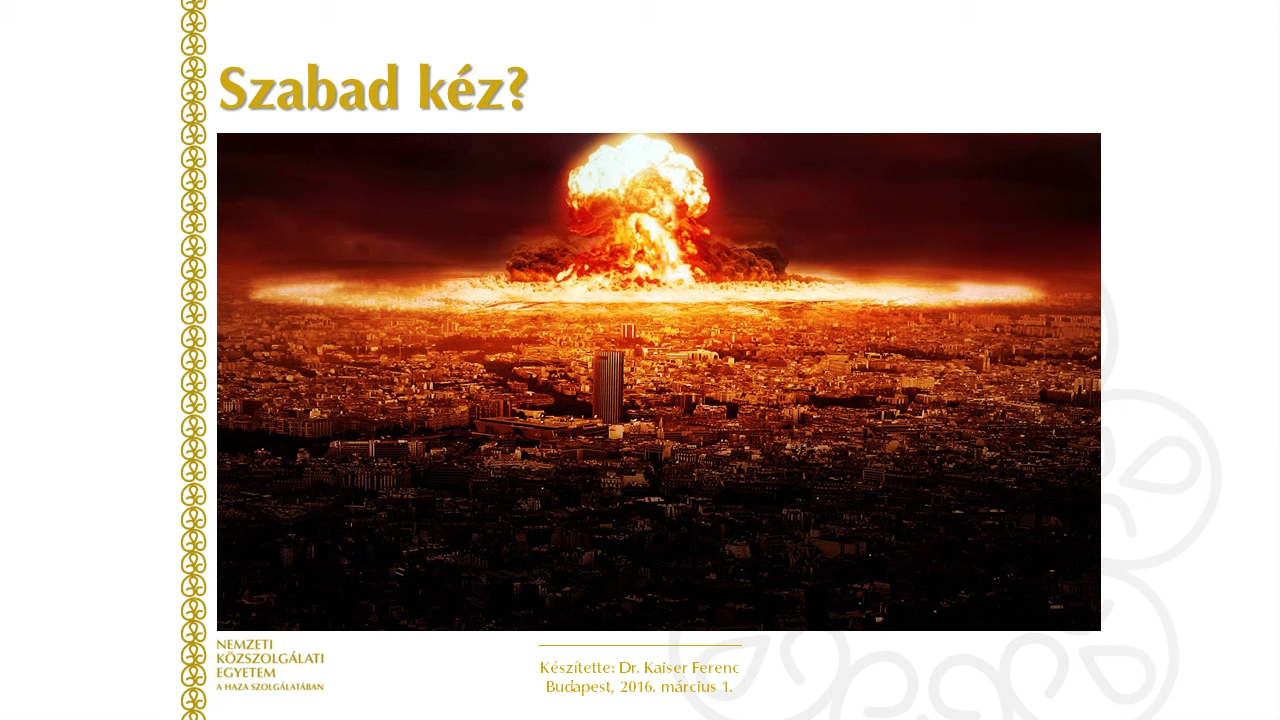 Szabad kéz?
NEMZETI
KÖZSZOLGÁLATI
EGYETEM
A HAZA SZOLGÁLATÁBAN
Készítette: Dr. Kaiser Ferenc
Budapest, 2016. március 1.